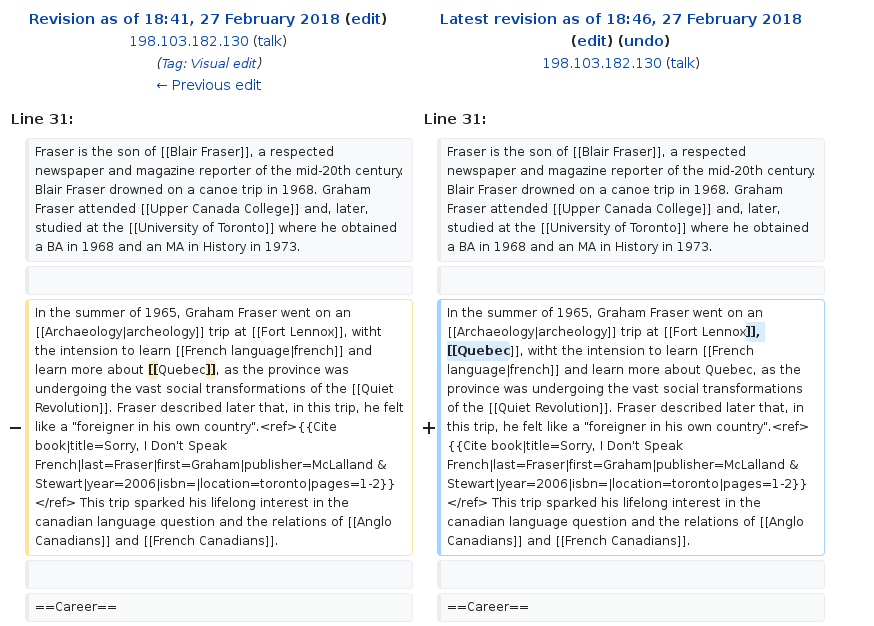 Revision as of 18:41, 27 February 2018 (edit)
198.103.182.130 (talk)
(Tag: Visual edit)
← Previous edit
Latest revision as of 18:46, 27 February 2018
(edit) (undo)
198.103.182.130 (talk)
Line 31:
Line 31:
Fraser is the son of [[Blair Fraser]], a respected
newspaper and magazine reporter of the mid-20th century.
Blair Fraser drowned on a canoe trip in 1968. Graham
Fraser attended [[Upper Canada College]] and, later,
studied at the [[University of Toronto]] where he obtained
a BA in 1968 and an MA in History in 1973.
Fraser is the son of [[Blair Fraser]], a respected
newspaper and magazine reporter of the mid-20th century.
Blair Fraser drowned on a canoe trip in 1968. Graham
Fraser attended [[Upper Canada College]] and, later,
studied at the [[University of Toronto]] where he obtained
a BA in 1968 and an MA in History in 1973.
−
In the summer of 1965, Graham Fraser went on an
[[Archaeology|archeology]] trip at [[Fort Lennox]], witht
the intension to learn [[French language|french]] and
learn more about [[Quebec]], as the province was
undergoing the vast social transformations of the [[Quiet
Revolution]]. Fraser described later that, in this trip, he felt
like a "foreigner in his own country".<ref>{{Cite
book|title=Sorry, I Don't Speak
French|last=Fraser|first=Graham|publisher=McLalland &
Stewart|year=2006|isbn=|location=toronto|pages=1-2}}
</ref> This trip sparked his lifelong interest in the
canadian language question and the relations of [[Anglo
Canadians]] and [[French Canadians]].
+
In the summer of 1965, Graham Fraser went on an
[[Archaeology|archeology]] trip at [[Fort Lennox]],
[[Quebec]], witht the intension to learn [[French
language|french]] and learn more about Quebec, as the
province was undergoing the vast social transformations
of the [[Quiet Revolution]]. Fraser described later that, in
this trip, he felt like a "foreigner in his own country".<ref>
{{Cite book|title=Sorry, I Don't Speak
French|last=Fraser|first=Graham|publisher=McLalland &
Stewart|year=2006|isbn=|location=toronto|pages=1-2}}
</ref> This trip sparked his lifelong interest in the
canadian language question and the relations of [[Anglo
Canadians]] and [[French Canadians]].
==Career==
==Career==